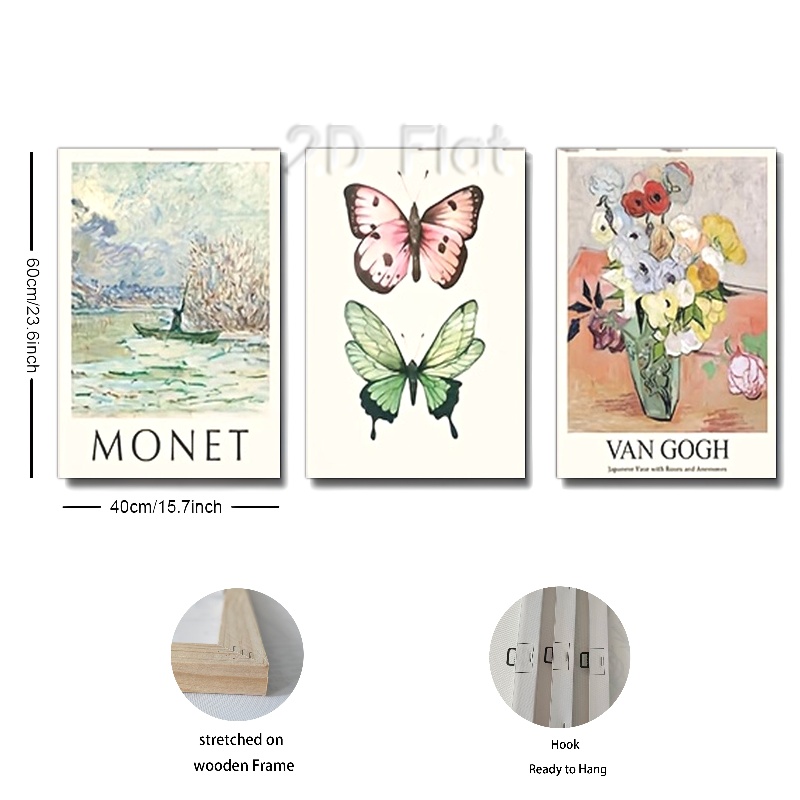 2D Flat
60cm/23.6inch
MONET
VAN GOGH
Japanese Vase with Roses and Anemones
40cm/15.7inch
stretched on
wooden Frame
Hook
Ready to Hang